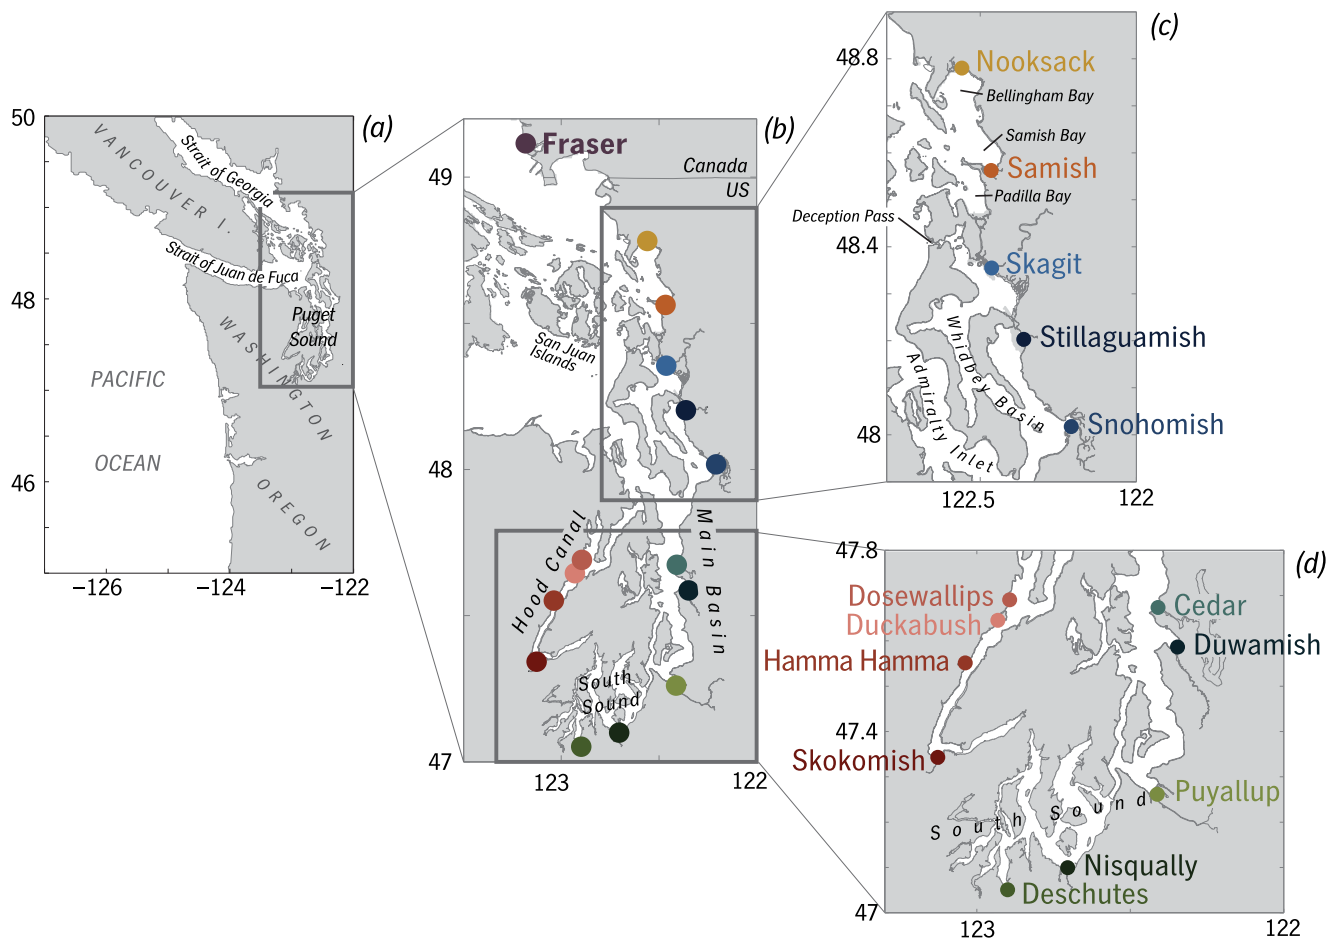 (a)
50
48
46
−126
−124
−122
VANCOUVER I.
Strait of Georgia
Strait of Juan de Fuca
Puget
Sound
WASHINGTON
OREGON
PACIFIC
OCEAN
(b)
49
48
47
123
122
Fraser
Canada
US
San Juan
Islands
Hood Canal
Main Basin
South
Sound
(c)
48.8
48.4
48
122.5
122
Nooksack
Bellingham Bay
Samish Bay
Samish
Padilla Bay
Deception Pass
Skagit
Stillaguamish
Whidbey Basin
Admiralty Inlet
Snohomish
(d)
47.8
47.4
47
123
122
Dosewallips
Duckabush
Hamma Hamma
Skokomish
Cedar
Duwamish
Puyallup
South Sound
Nisqually
Deschutes